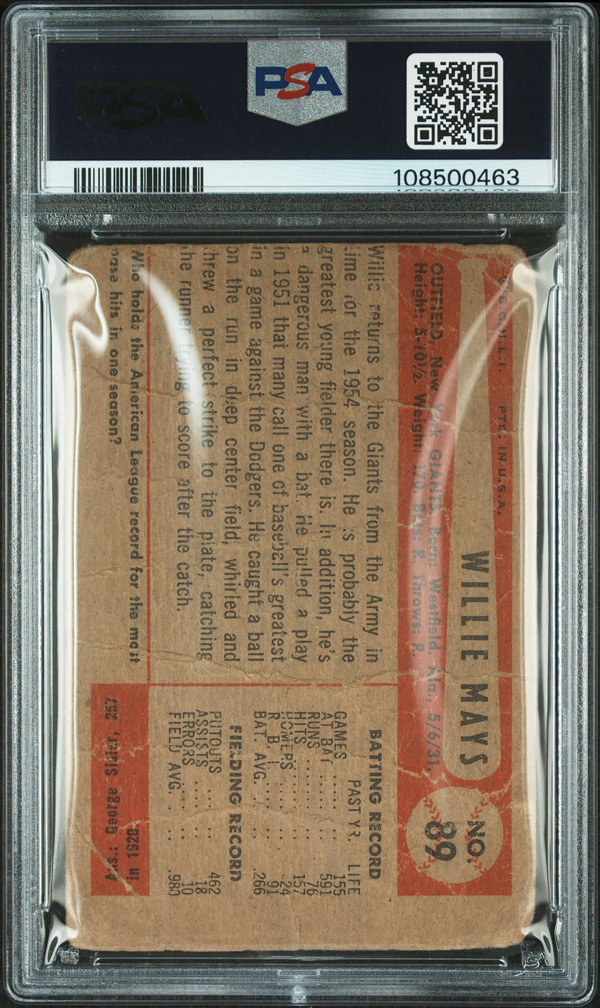 PSA
PSA
108500463
PTD. IN U.S.A.
WILLIE MAYS
NO.
89
OUTFIELD, New York GIANTS, Born: Westfield, Ala., 5/6/31
Height: 5-10½, Weight: 170 Bats: R, Throws: R.
Willie returns to the Giants from the Army in
time for the 1954 season. He is probably the
greatest young fielder there is. In addition, he's
a dangerous man with a bat. He pulled a play
in 1951 that many call one of baseball's greatest
in a game against the Dodgers. He caught a ball
on the run in deep center field, whirled and
threw a perfect strike to the plate, catching
the runner trying to score after the catch.
BATTING RECORD
PAST YR. LIFE
GAMES ..... .. 155
AT BAT .... .. 591
RUNS ...... .. 76
HITS ...... .. 157
HOMERS .... .. 24
R. B. I. .. .. 91
BAT. AVG. . .. .266
FIELDING RECORD
PUTOUTS .... .. 462
ASSISTS .... .. 18
ERRORS ..... .. 10
FIELD AVG. . .. .980
Who holds the American League record for the most
base hits in one season?
Ans: George Sisler, 257
in 1920